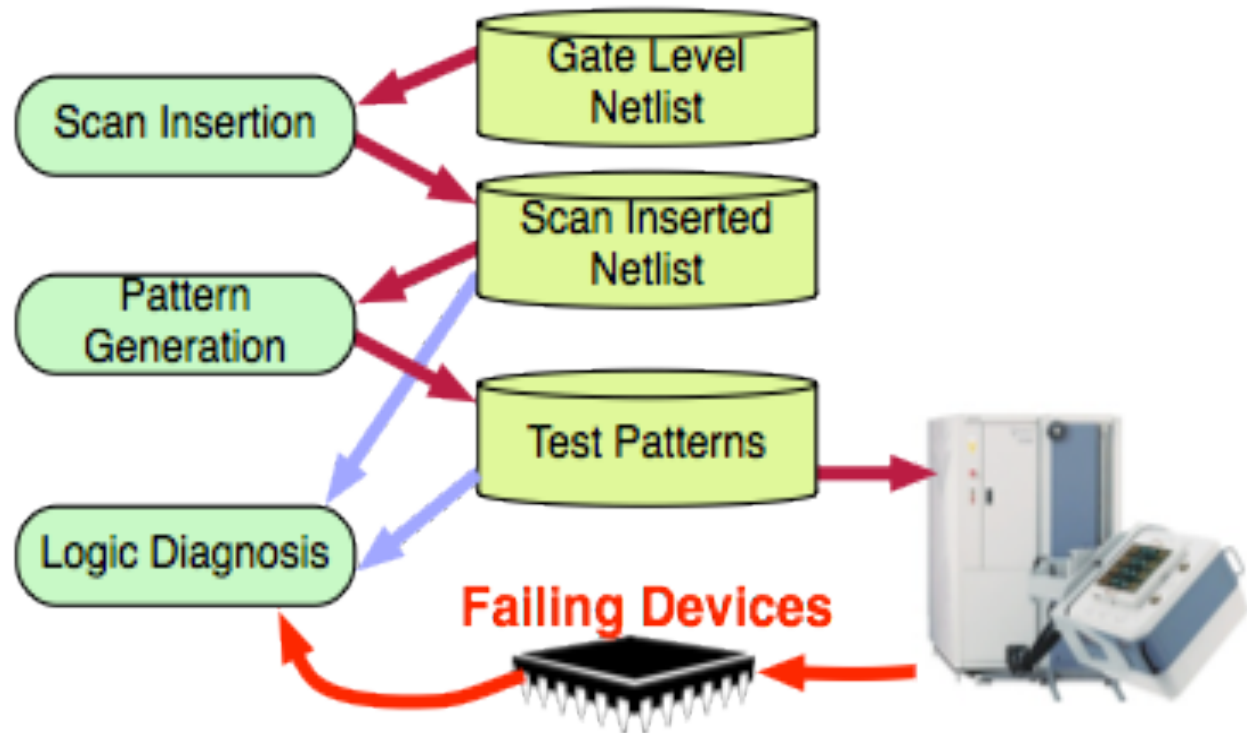 Gate Level
Netlist
Scan Insertion
Scan Inserted
Netlist
Pattern
Generation
Test Patterns
Logic Diagnosis
Failing Devices